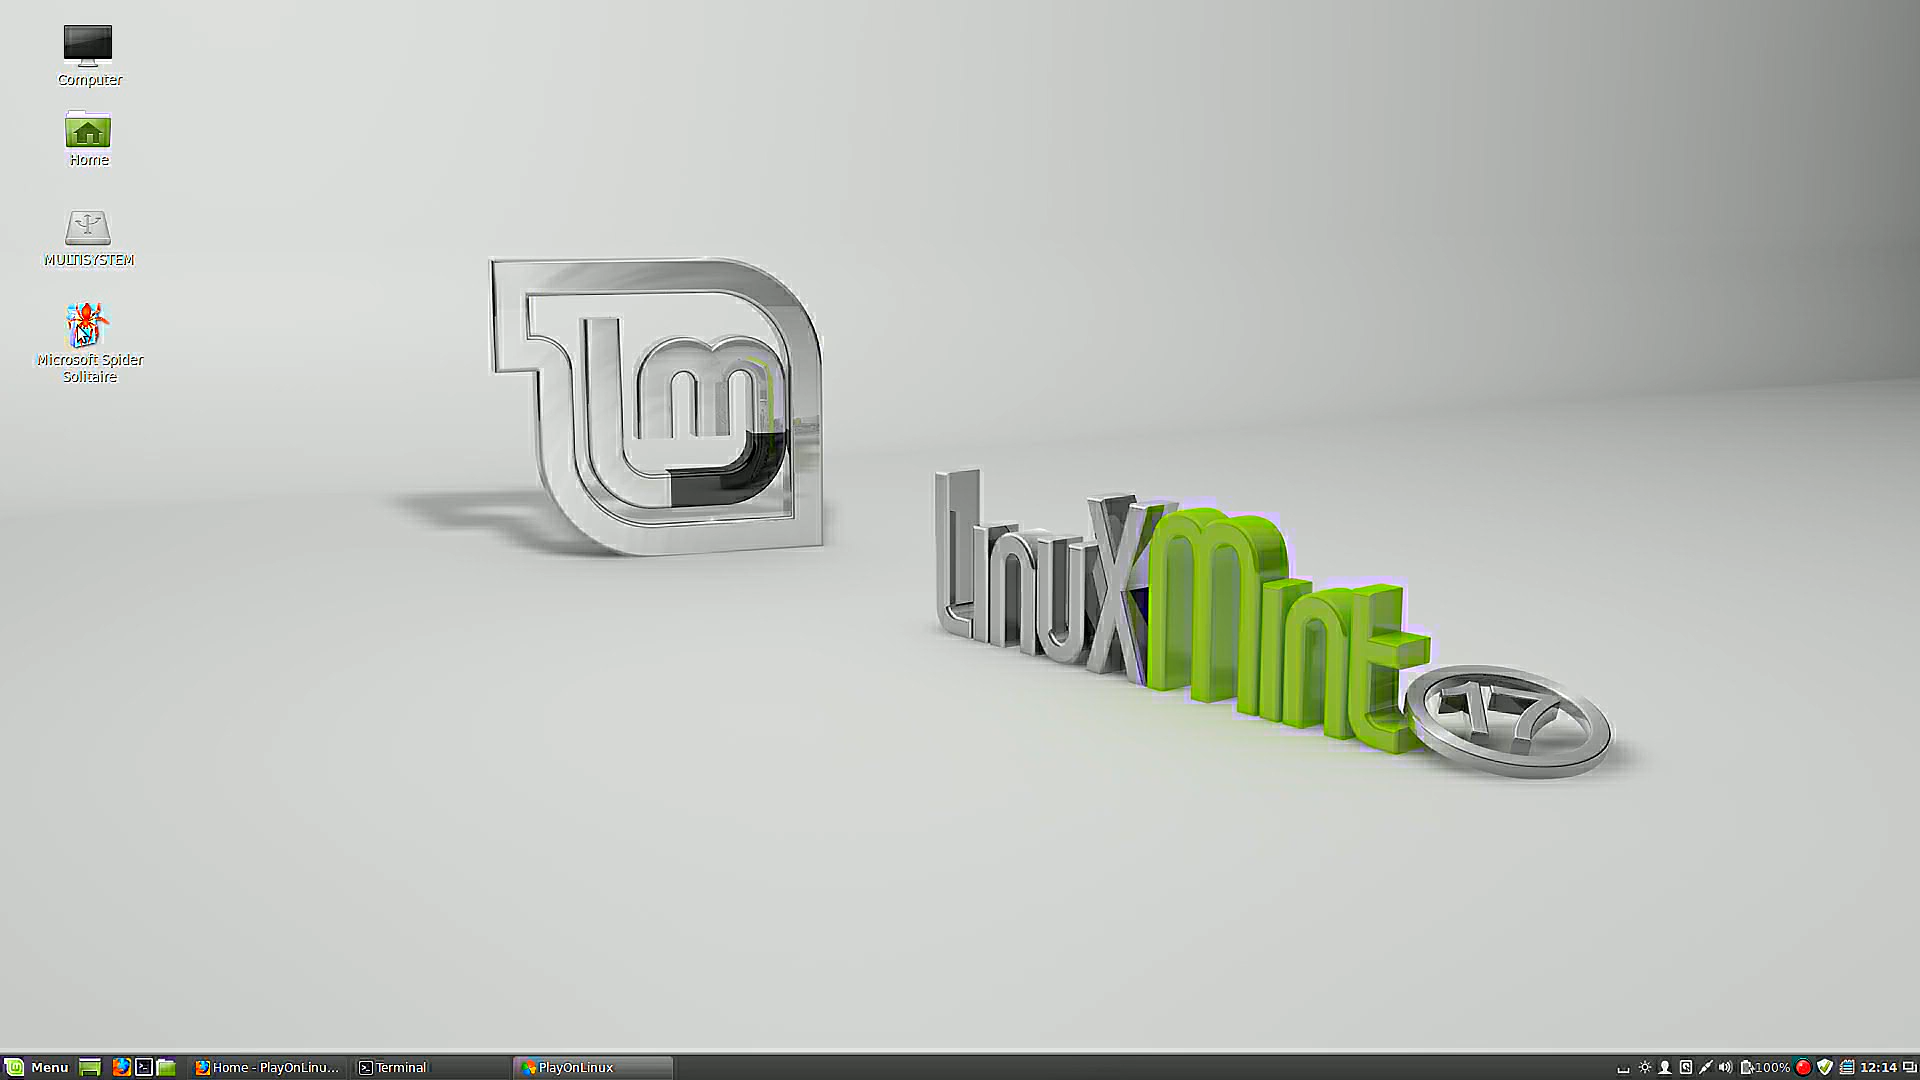 Computer
Home
MULTISYSTEM
Microsoft Spider
Solitaire
Linux Mint
17
Menu
Home - PlayOnLinu...
Terminal
PlayOnLinux
100%
12:14